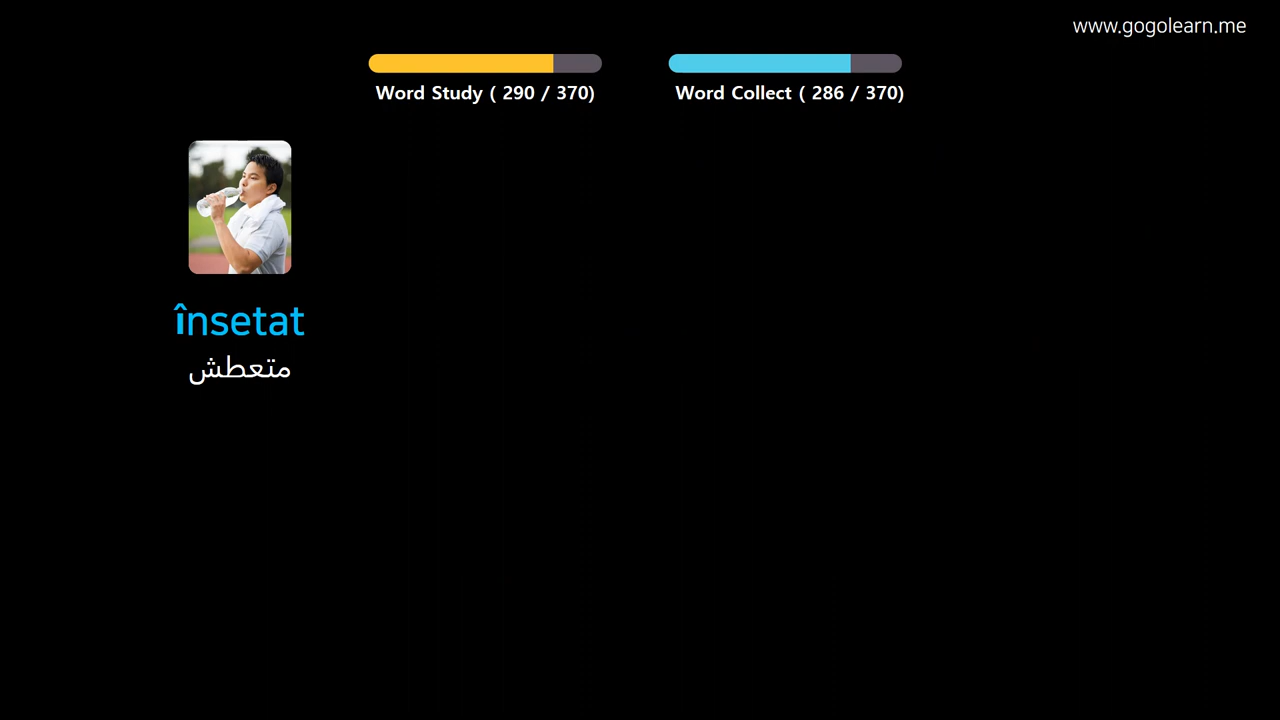 www.gogolearn.me
Word Study ( 290 / 370)
Word Collect ( 286 / 370)
însetat
متعطش